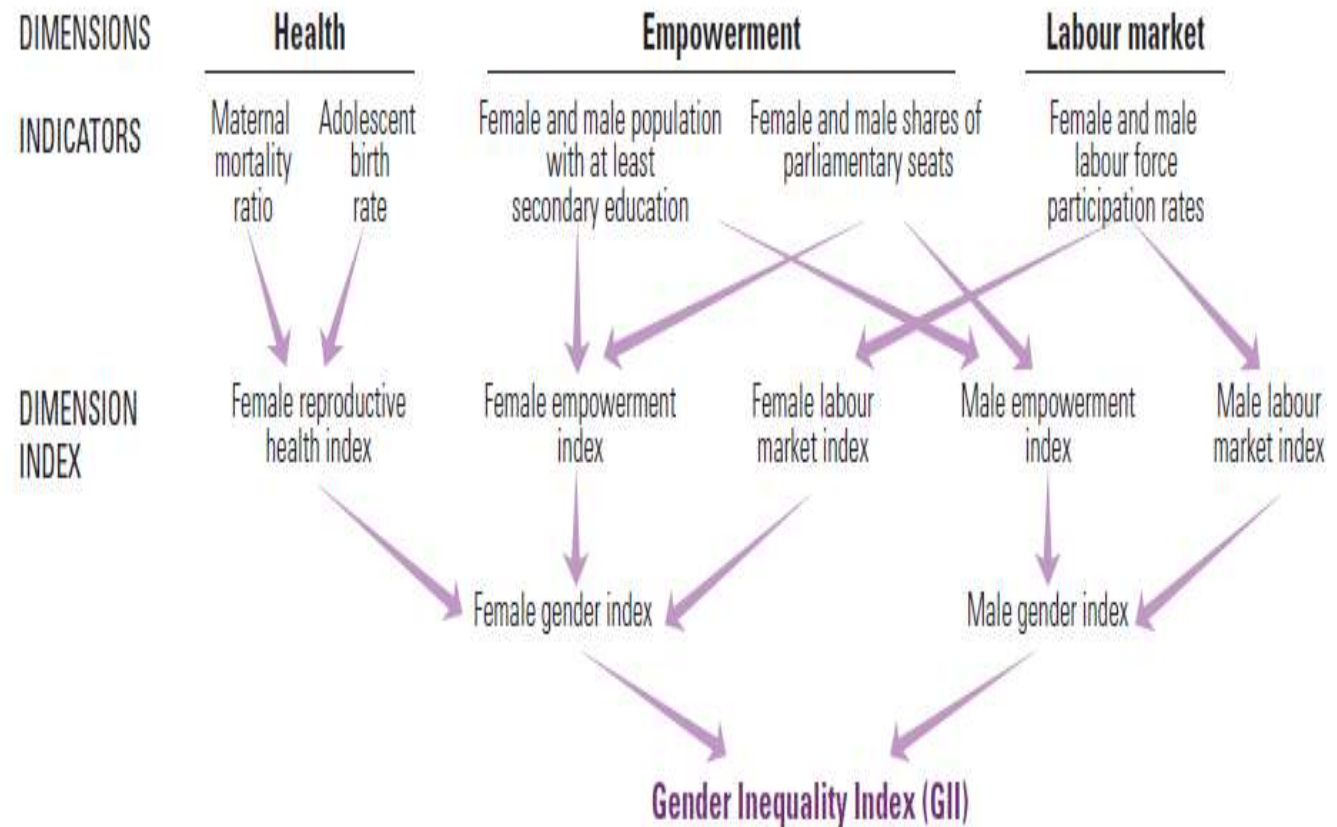 DIMENSIONS
Health
Empowerment
Labour market
INDICATORS
Maternal
mortality
ratio
Adolescent
birth
rate
Female and male population
with at least
secondary education
Female and male shares of
parliamentary seats
Female and male
labour force
participation rates
DIMENSION
INDEX
Female reproductive
health index
Female empowerment
index
Female labour
market index
Male empowerment
index
Male labour
market index
Female gender index
Male gender index
Gender Inequality Index (GII)